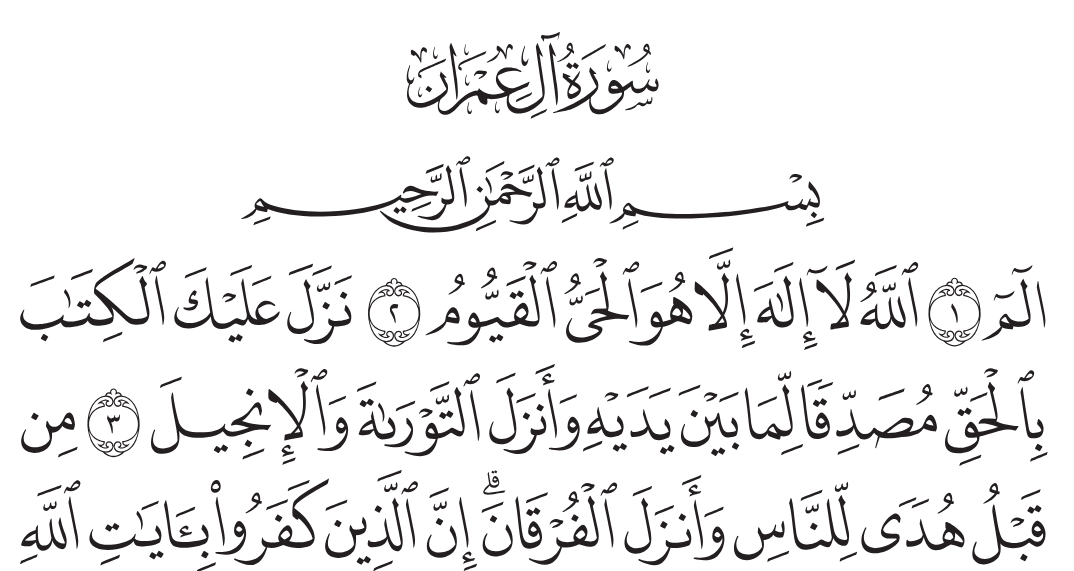 سُورَةُ آلِ عِمْرَانَ
بِسْمِ ٱللَّهِ ٱلرَّحْمَٰنِ ٱلرَّحِيمِ
الٓمٓ ١ ٱللَّهُ لَآ إِلَٰهَ إِلَّا هُوَ ٱلْحَىُّ ٱلْقَيُّومُ ٢ نَزَّلَ عَلَيْكَ ٱلْكِتَٰبَ
بِٱلْحَقِّ مُصَدِّقًا لِّمَا بَيْنَ يَدَيْهِ وَأَنزَلَ ٱلتَّوْرَىٰةَ وَٱلْإِنجِيلَ ٣ مِن
قَبْلُ هُدًى لِّلنَّاسِ وَأَنزَلَ ٱلْفُرْقَانَ ۗ إِنَّ ٱلَّذِينَ كَفَرُوا۟ بِـَٔايَٰتِ ٱللَّهِ